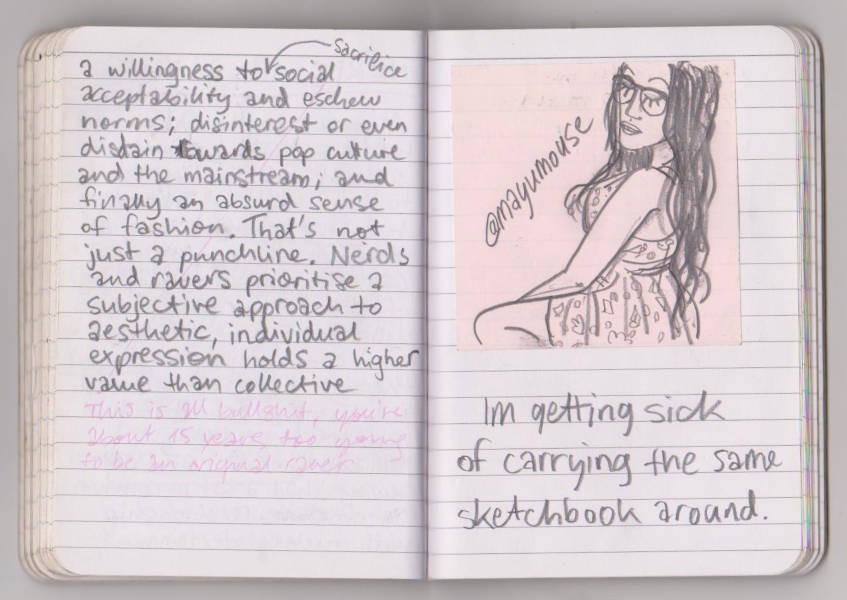 sacrifice
a willingness to social
acceptability and eschew
norms; disinterest or even
disdain towards pop culture
and the mainstream; and
finally an absurd sense
of fashion. That's not
just a punchline. Nerds
and ravers prioritise a
subjective approach to
aesthetic, individual
expression holds a higher
value than collective
This is all bullshit, you're
about 15 years too young
to be an original raver
@mayumouse
Im getting sick
of carrying the same
sketchbook around.